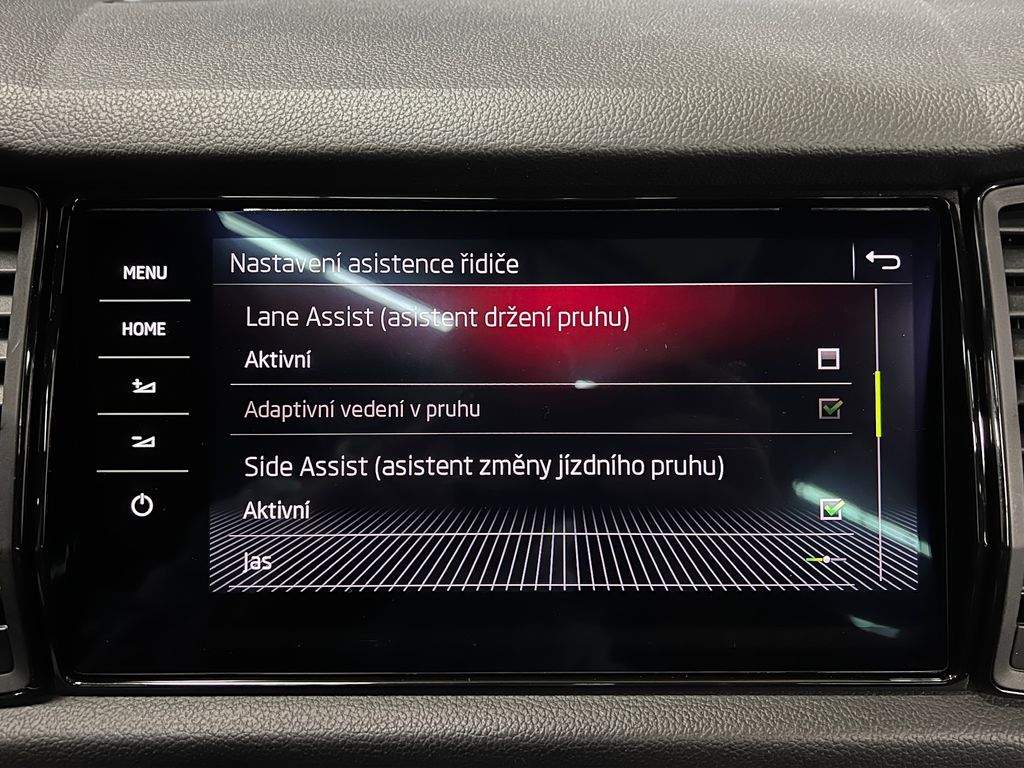 MENU
HOME
Nastavení asistence řidiče
Lane Assist (asistent držení pruhu)
Aktivní
Adaptivní vedení v pruhu
Side Assist (asistent změny jízdního pruhu)
Aktivní
Jas